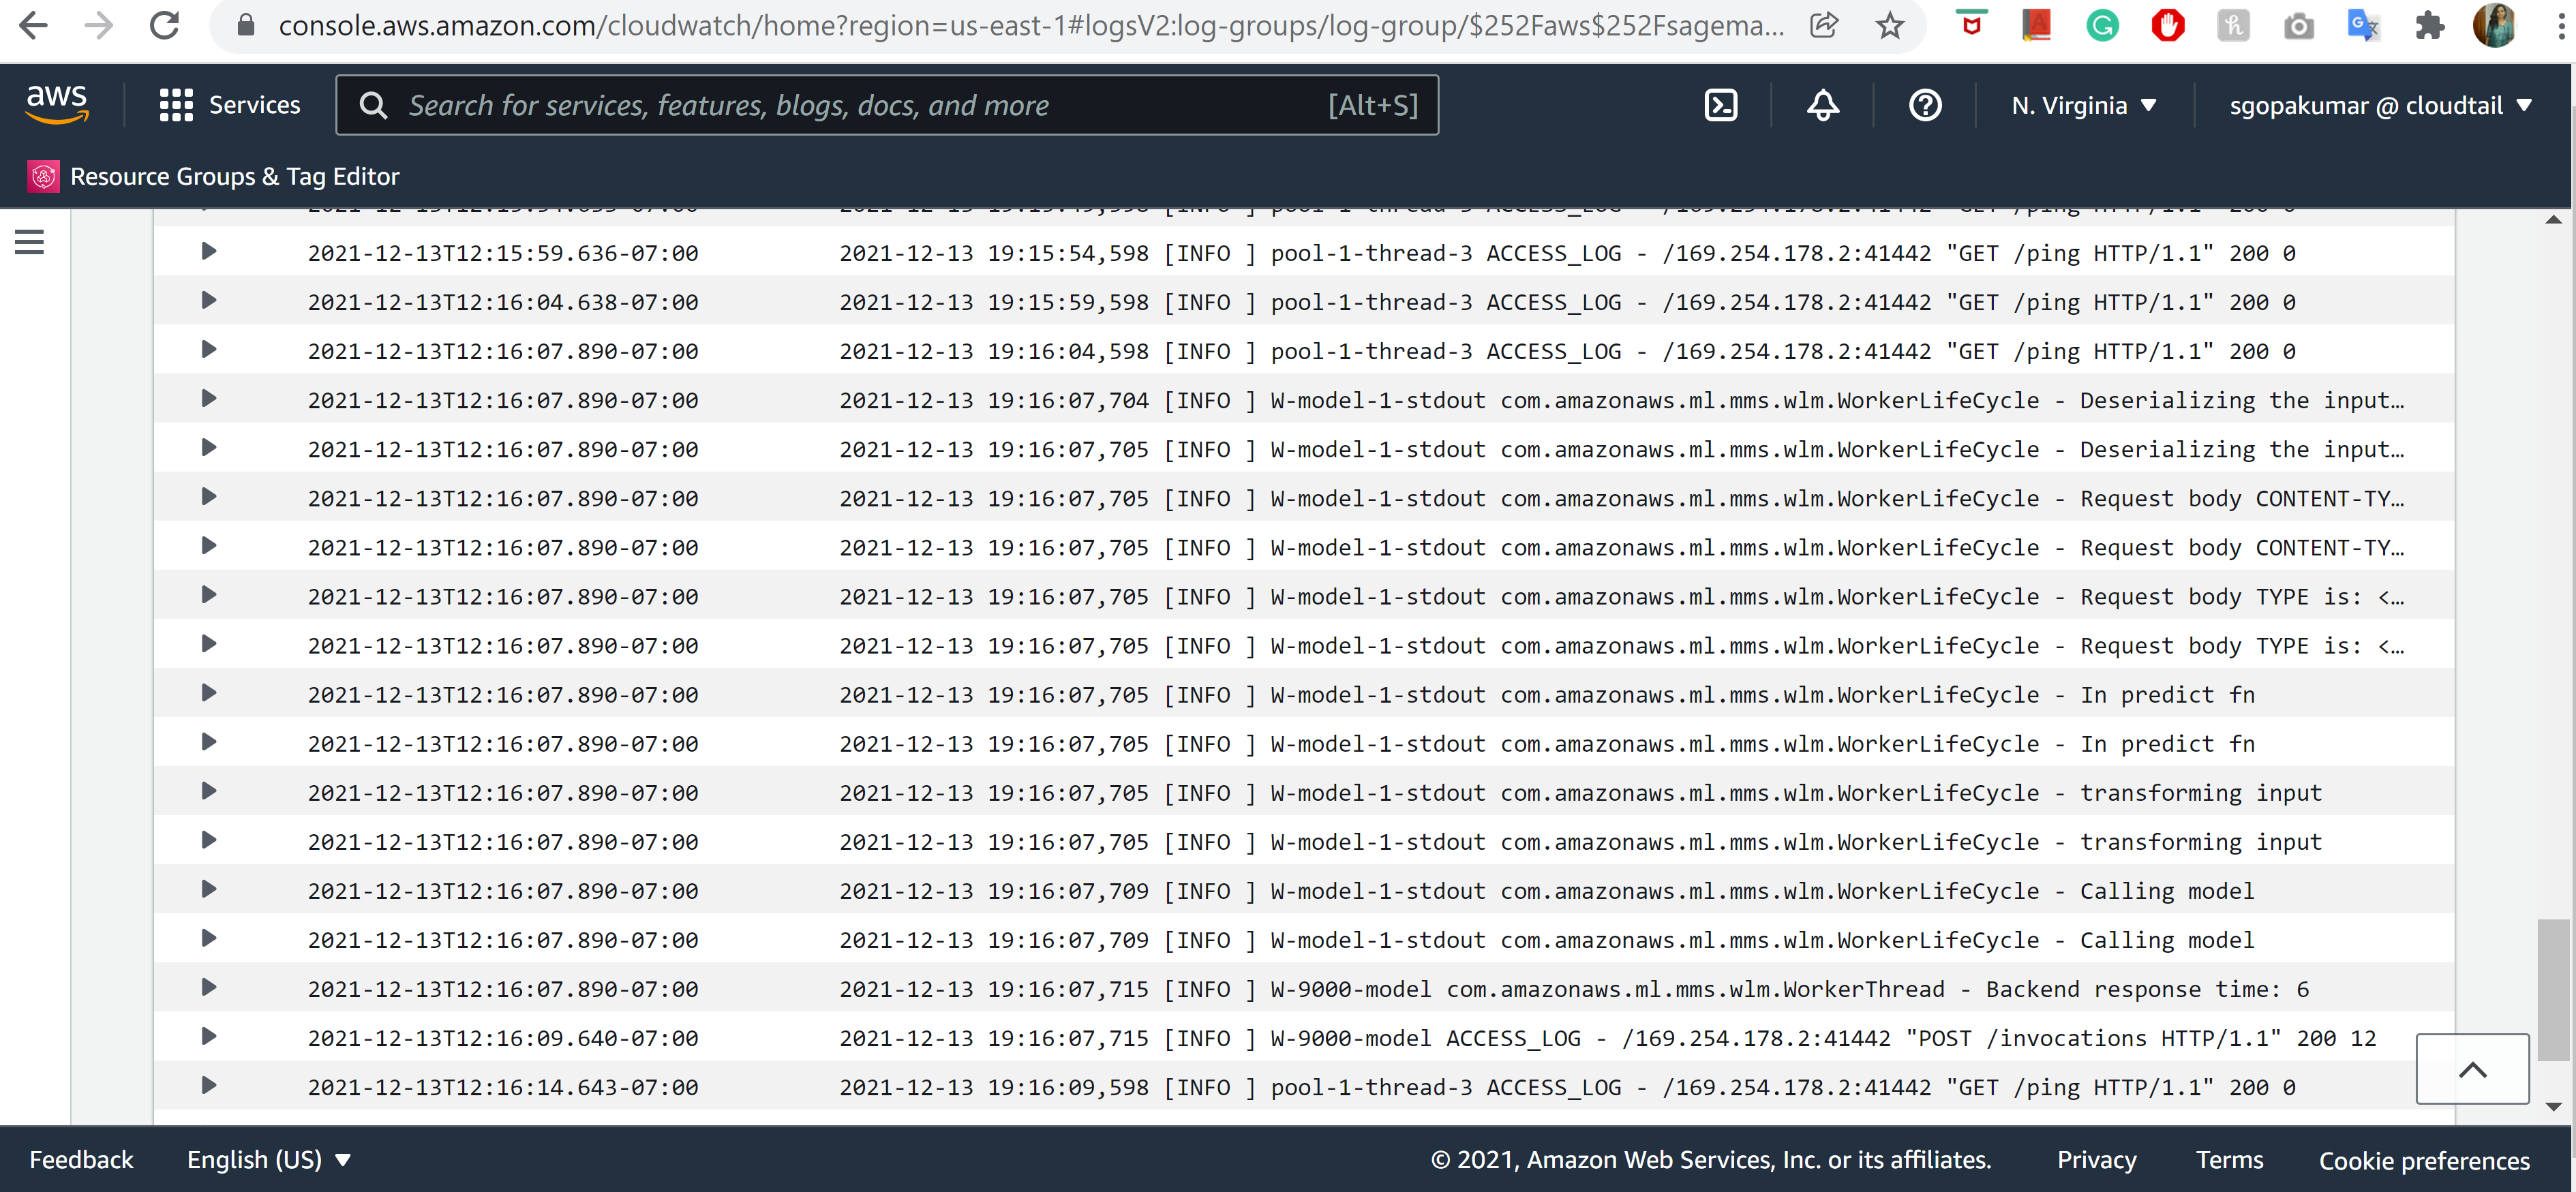 console.aws.amazon.com/cloudwatch/home?region=us-east-1#logsV2:log-groups/log-group/$252Faws$252Fsagema...
aws Services Search for services, features, blogs, docs, and more [Alt+S] N. Virginia ▼ sgopakumar @ cloudtail ▼
Resource Groups & Tag Editor
2021-12-13T12:15:59.636-07:00 2021-12-13 19:15:54,598 [INFO ] pool-1-thread-3 ACCESS_LOG - /169.254.178.2:41442 "GET /ping HTTP/1.1" 200 0
2021-12-13T12:16:04.638-07:00 2021-12-13 19:15:59,598 [INFO ] pool-1-thread-3 ACCESS_LOG - /169.254.178.2:41442 "GET /ping HTTP/1.1" 200 0
2021-12-13T12:16:07.890-07:00 2021-12-13 19:16:04,598 [INFO ] pool-1-thread-3 ACCESS_LOG - /169.254.178.2:41442 "GET /ping HTTP/1.1" 200 0
2021-12-13T12:16:07.890-07:00 2021-12-13 19:16:07,704 [INFO ] W-model-1-stdout com.amazonaws.ml.mms.wlm.WorkerLifeCycle - Deserializing the input…
2021-12-13T12:16:07.890-07:00 2021-12-13 19:16:07,705 [INFO ] W-model-1-stdout com.amazonaws.ml.mms.wlm.WorkerLifeCycle - Deserializing the input…
2021-12-13T12:16:07.890-07:00 2021-12-13 19:16:07,705 [INFO ] W-model-1-stdout com.amazonaws.ml.mms.wlm.WorkerLifeCycle - Request body CONTENT-TY…
2021-12-13T12:16:07.890-07:00 2021-12-13 19:16:07,705 [INFO ] W-model-1-stdout com.amazonaws.ml.mms.wlm.WorkerLifeCycle - Request body CONTENT-TY…
2021-12-13T12:16:07.890-07:00 2021-12-13 19:16:07,705 [INFO ] W-model-1-stdout com.amazonaws.ml.mms.wlm.WorkerLifeCycle - Request body TYPE is: <…
2021-12-13T12:16:07.890-07:00 2021-12-13 19:16:07,705 [INFO ] W-model-1-stdout com.amazonaws.ml.mms.wlm.WorkerLifeCycle - Request body TYPE is: <…
2021-12-13T12:16:07.890-07:00 2021-12-13 19:16:07,705 [INFO ] W-model-1-stdout com.amazonaws.ml.mms.wlm.WorkerLifeCycle - In predict fn
2021-12-13T12:16:07.890-07:00 2021-12-13 19:16:07,705 [INFO ] W-model-1-stdout com.amazonaws.ml.mms.wlm.WorkerLifeCycle - In predict fn
2021-12-13T12:16:07.890-07:00 2021-12-13 19:16:07,705 [INFO ] W-model-1-stdout com.amazonaws.ml.mms.wlm.WorkerLifeCycle - transforming input
2021-12-13T12:16:07.890-07:00 2021-12-13 19:16:07,705 [INFO ] W-model-1-stdout com.amazonaws.ml.mms.wlm.WorkerLifeCycle - transforming input
2021-12-13T12:16:07.890-07:00 2021-12-13 19:16:07,709 [INFO ] W-model-1-stdout com.amazonaws.ml.mms.wlm.WorkerLifeCycle - Calling model
2021-12-13T12:16:07.890-07:00 2021-12-13 19:16:07,709 [INFO ] W-model-1-stdout com.amazonaws.ml.mms.wlm.WorkerLifeCycle - Calling model
2021-12-13T12:16:07.890-07:00 2021-12-13 19:16:07,715 [INFO ] W-9000-model com.amazonaws.ml.mms.wlm.WorkerThread - Backend response time: 6
2021-12-13T12:16:09.640-07:00 2021-12-13 19:16:07,715 [INFO ] W-9000-model ACCESS_LOG - /169.254.178.2:41442 "POST /invocations HTTP/1.1" 200 12
2021-12-13T12:16:14.643-07:00 2021-12-13 19:16:09,598 [INFO ] pool-1-thread-3 ACCESS_LOG - /169.254.178.2:41442 "GET /ping HTTP/1.1" 200 0
Feedback English (US) ▼ © 2021, Amazon Web Services, Inc. or its affiliates. Privacy Terms Cookie preferences